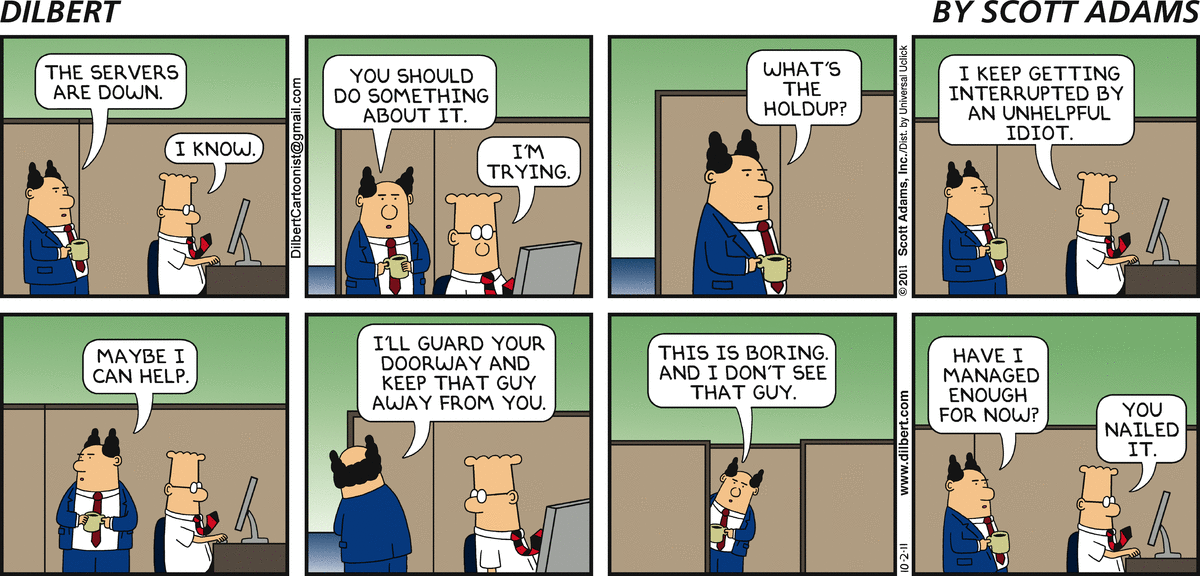 DILBERT
BY SCOTT ADAMS
THE SERVERS
ARE DOWN.
I KNOW.
DilbertCartoonist@gmail.com
YOU SHOULD
DO SOMETHING
ABOUT IT.
I'M
TRYING.
WHAT'S
THE
HOLDUP?
© 2011 Scott Adams, Inc./Dist. by Universal Uclick
I KEEP GETTING
INTERRUPTED BY
AN UNHELPFUL
IDIOT.
MAYBE I
CAN HELP.
I'LL GUARD YOUR
DOORWAY AND
KEEP THAT GUY
AWAY FROM YOU.
THIS IS BORING.
AND I DON'T SEE
THAT GUY.
10-2-11 www.dilbert.com
HAVE I
MANAGED
ENOUGH
FOR NOW?
YOU
NAILED
IT.